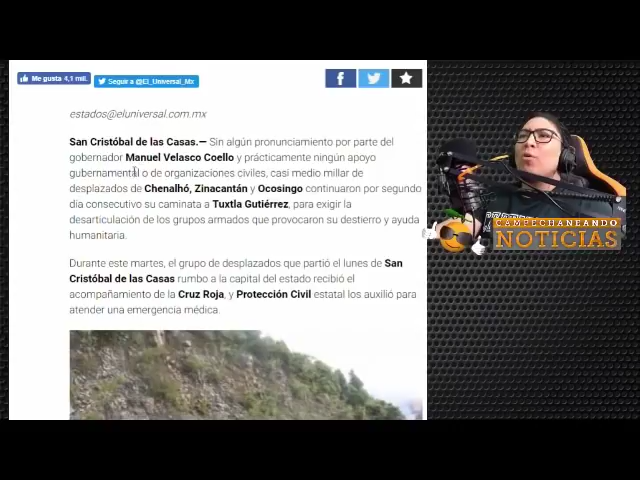 Me gusta 4,1 mil.
Seguir a @El_Universal_Mx
estados@eluniversal.com.mx
San Cristóbal de las Casas.— Sin algún pronunciamiento por parte del
gobernador Manuel Velasco Coello y prácticamente ningún apoyo
gubernamental o de organizaciones civiles, casi medio millar de
desplazados de Chenalhó, Zinacantán y Ocosingo continuaron por segundo
día consecutivo su caminata a Tuxtla Gutiérrez, para exigir la
desarticulación de los grupos armados que provocaron su destierro y ayuda
humanitaria.
Durante este martes, el grupo de desplazados que partió el lunes de San
Cristóbal de las Casas rumbo a la capital del estado recibió el
acompañamiento de la Cruz Roja, y Protección Civil estatal los auxilió para
atender una emergencia médica.
CAMPECHANEANDO
NOTICIAS